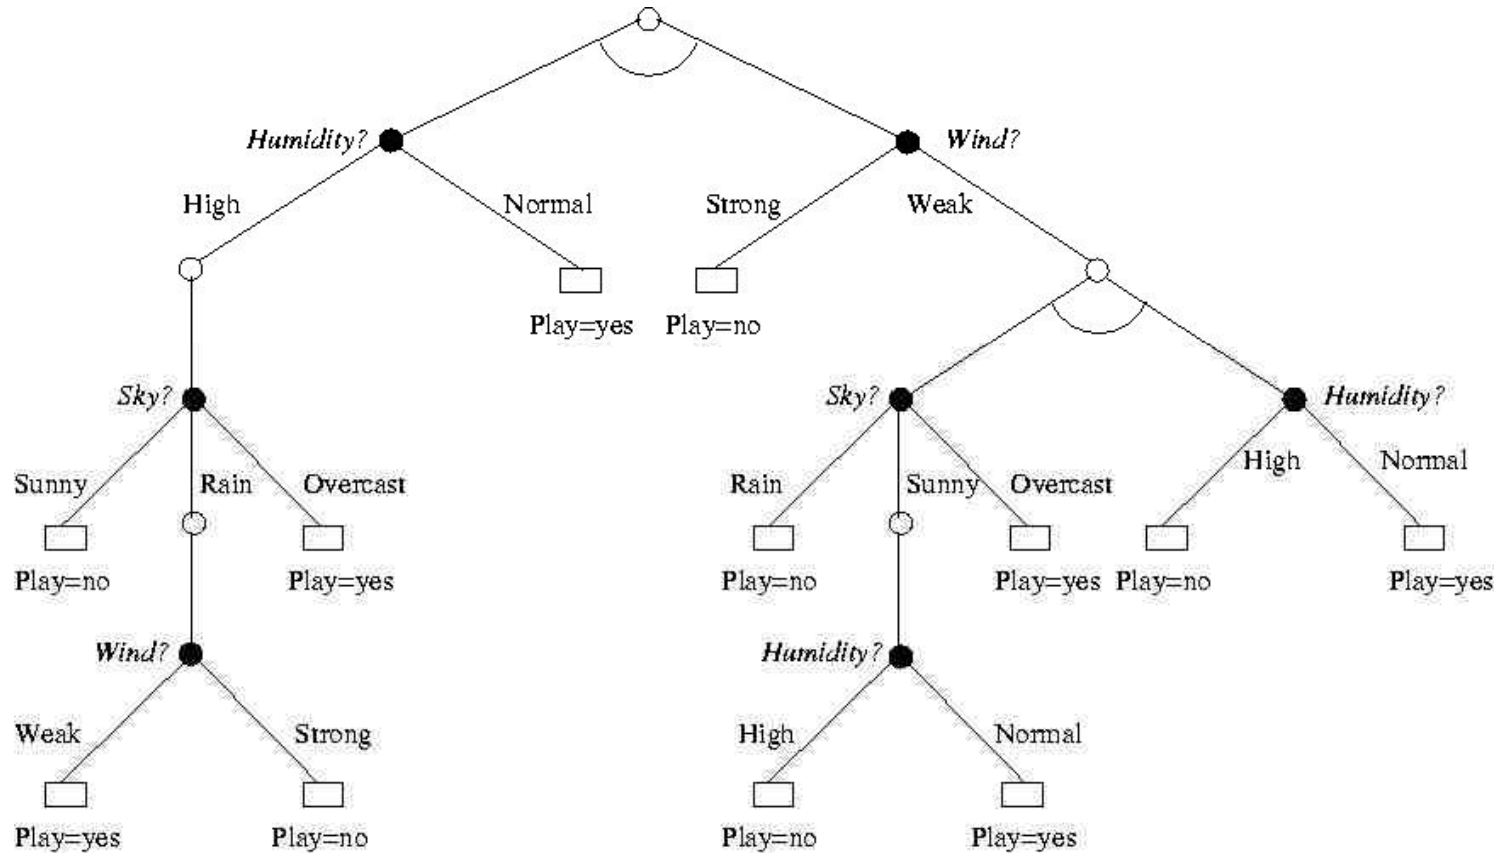 Humidity?
Wind?
High
Normal
Strong
Weak
Play=yes
Play=no
Sky?
Sky?
Humidity?
Sunny
Rain
Overcast
Rain
Sunny
Overcast
High
Normal
Play=no
Play=yes
Play=no
Play=yes
Play=no
Play=yes
Wind?
Humidity?
Weak
Strong
High
Normal
Play=yes
Play=no
Play=no
Play=yes